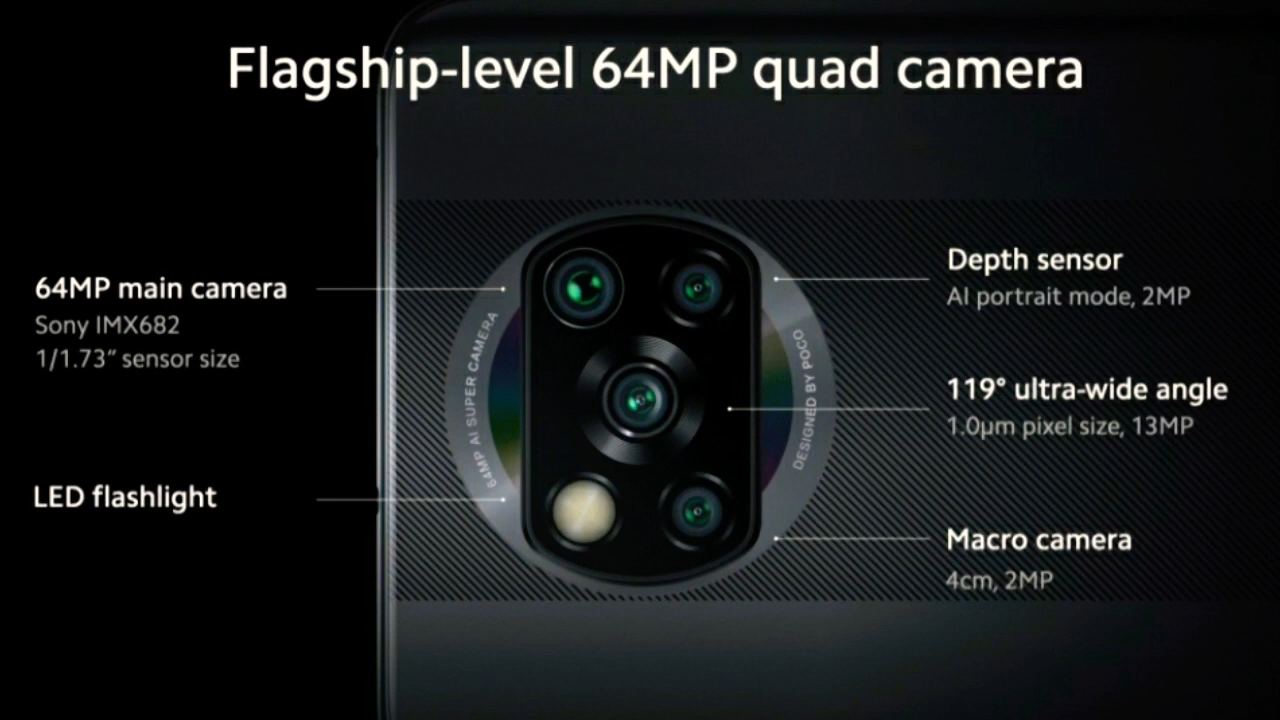 Flagship-level 64MP quad camera
64MP main camera
Sony IMX682
1/1.73" sensor size
LED flashlight
64MP AI SUPER CAMERA
DESIGNED BY POCO
Depth sensor
AI portrait mode, 2MP
119° ultra-wide angle
1.0μm pixel size, 13MP
Macro camera
4cm, 2MP